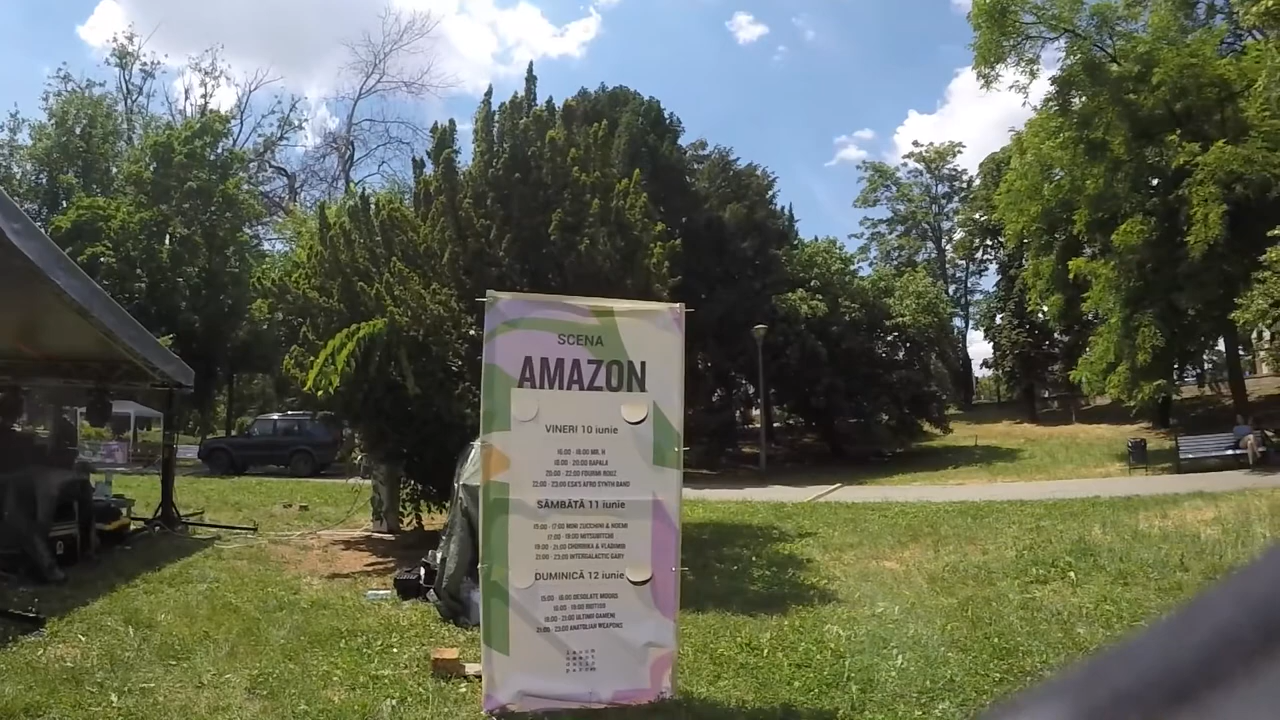 SCENA
AMAZON
VINERI 10 iunie
16:00 - 18:00 MR. H
18:00 - 20:00 BAPALA
20:00 - 22:00 FOURMI ROUZ
22:00 - 23:00 ESA'S AFRO SYNTH BAND
SÂMBĂTĂ 11 iunie
15:00 - 17:00 MINI ZUCCHINI & NOEMI
17:00 - 19:00 MITSUBITCHI
19:00 - 21:00 CHORINKA & VLADIMIR
21:00 - 23:00 INTERGALACTIC GARY
DUMINICĂ 12 iunie
15:00 - 16:00 DESOLATE MOODS
16:00 - 18:00
18:00 - 21:00 ULTIMII OAMENI
21:00 - 23:00 ANATOLIAN WEAPONS